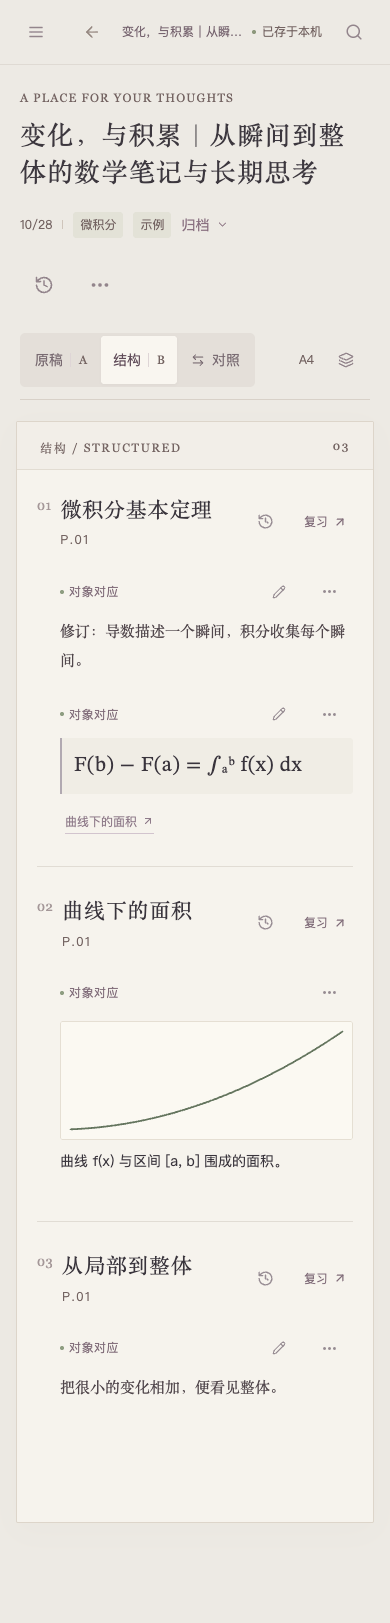 变化，与积累｜从瞬… 已存于本机
A PLACE FOR YOUR THOUGHTS
变化，与积累｜从瞬间到整
体的数学笔记与长期思考
10/28 微积分 示例 归档
原稿 A 结构 B 对照 A4
结构 / STRUCTURED 03
01 微积分基本定理 复习
P.01
对象对应
修订：导数描述一个瞬间，积分收集每个瞬
间。
对象对应
F(b) − F(a) = ∫ₐᵇ f(x) dx
曲线下的面积
02 曲线下的面积 复习
P.01
对象对应
曲线 f(x) 与区间 [a, b] 围成的面积。
03 从局部到整体 复习
P.01
对象对应
把很小的变化相加，便看见整体。